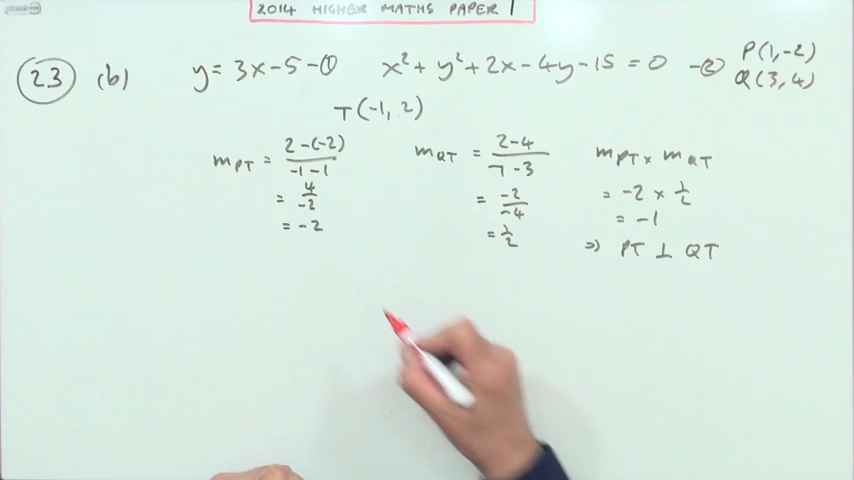 2014 HIGHER MATHS PAPER 1
23 (b) y = 3x - 5 - ① x² + y² + 2x - 4y - 15 = 0 - ② P(1, -2)
Q(3, 4)
T(-1, 2)
m_PT = 2-(-2) / -1-1
= 4 / -2
= -2
m_QT = 2-4 / -1-3
= -2 / -4
= 1/2
m_PT × m_QT
= -2 × 1/2
= -1
⇒ PT ⊥ QT